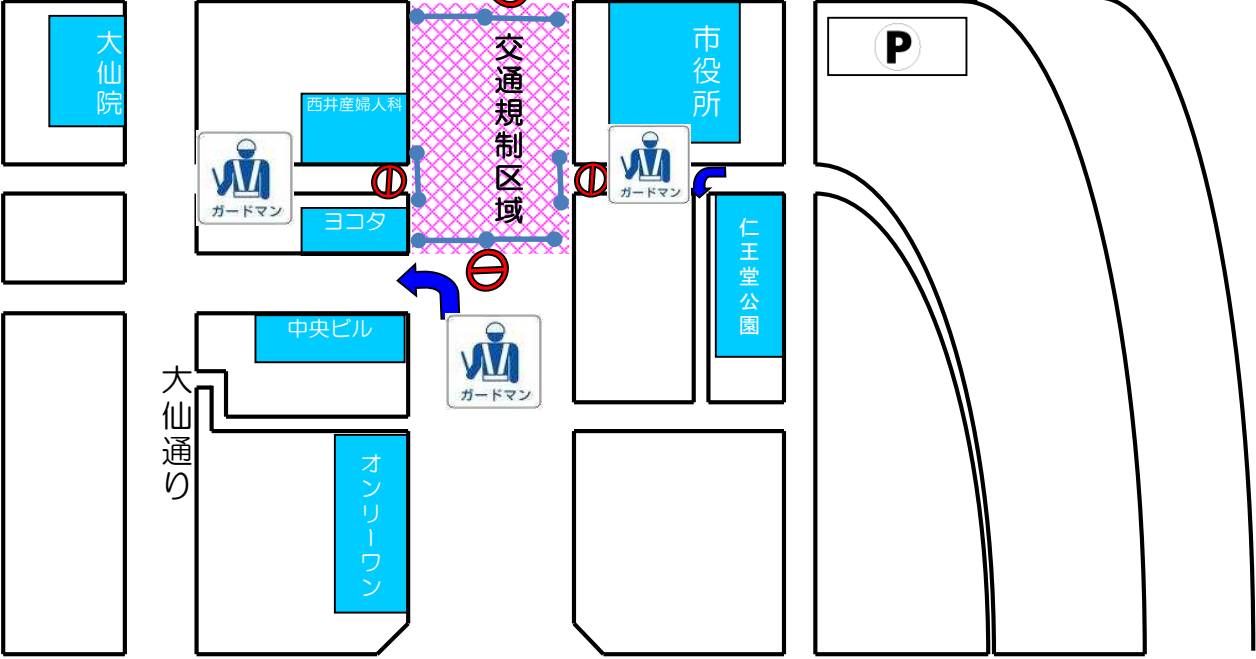 大仙院
西井産婦人科
交通規制区域
市役所
P
ガードマン
ガードマン
ヨコタ
仁王堂公園
中央ビル
ガードマン
大仙通り
オンリーワン